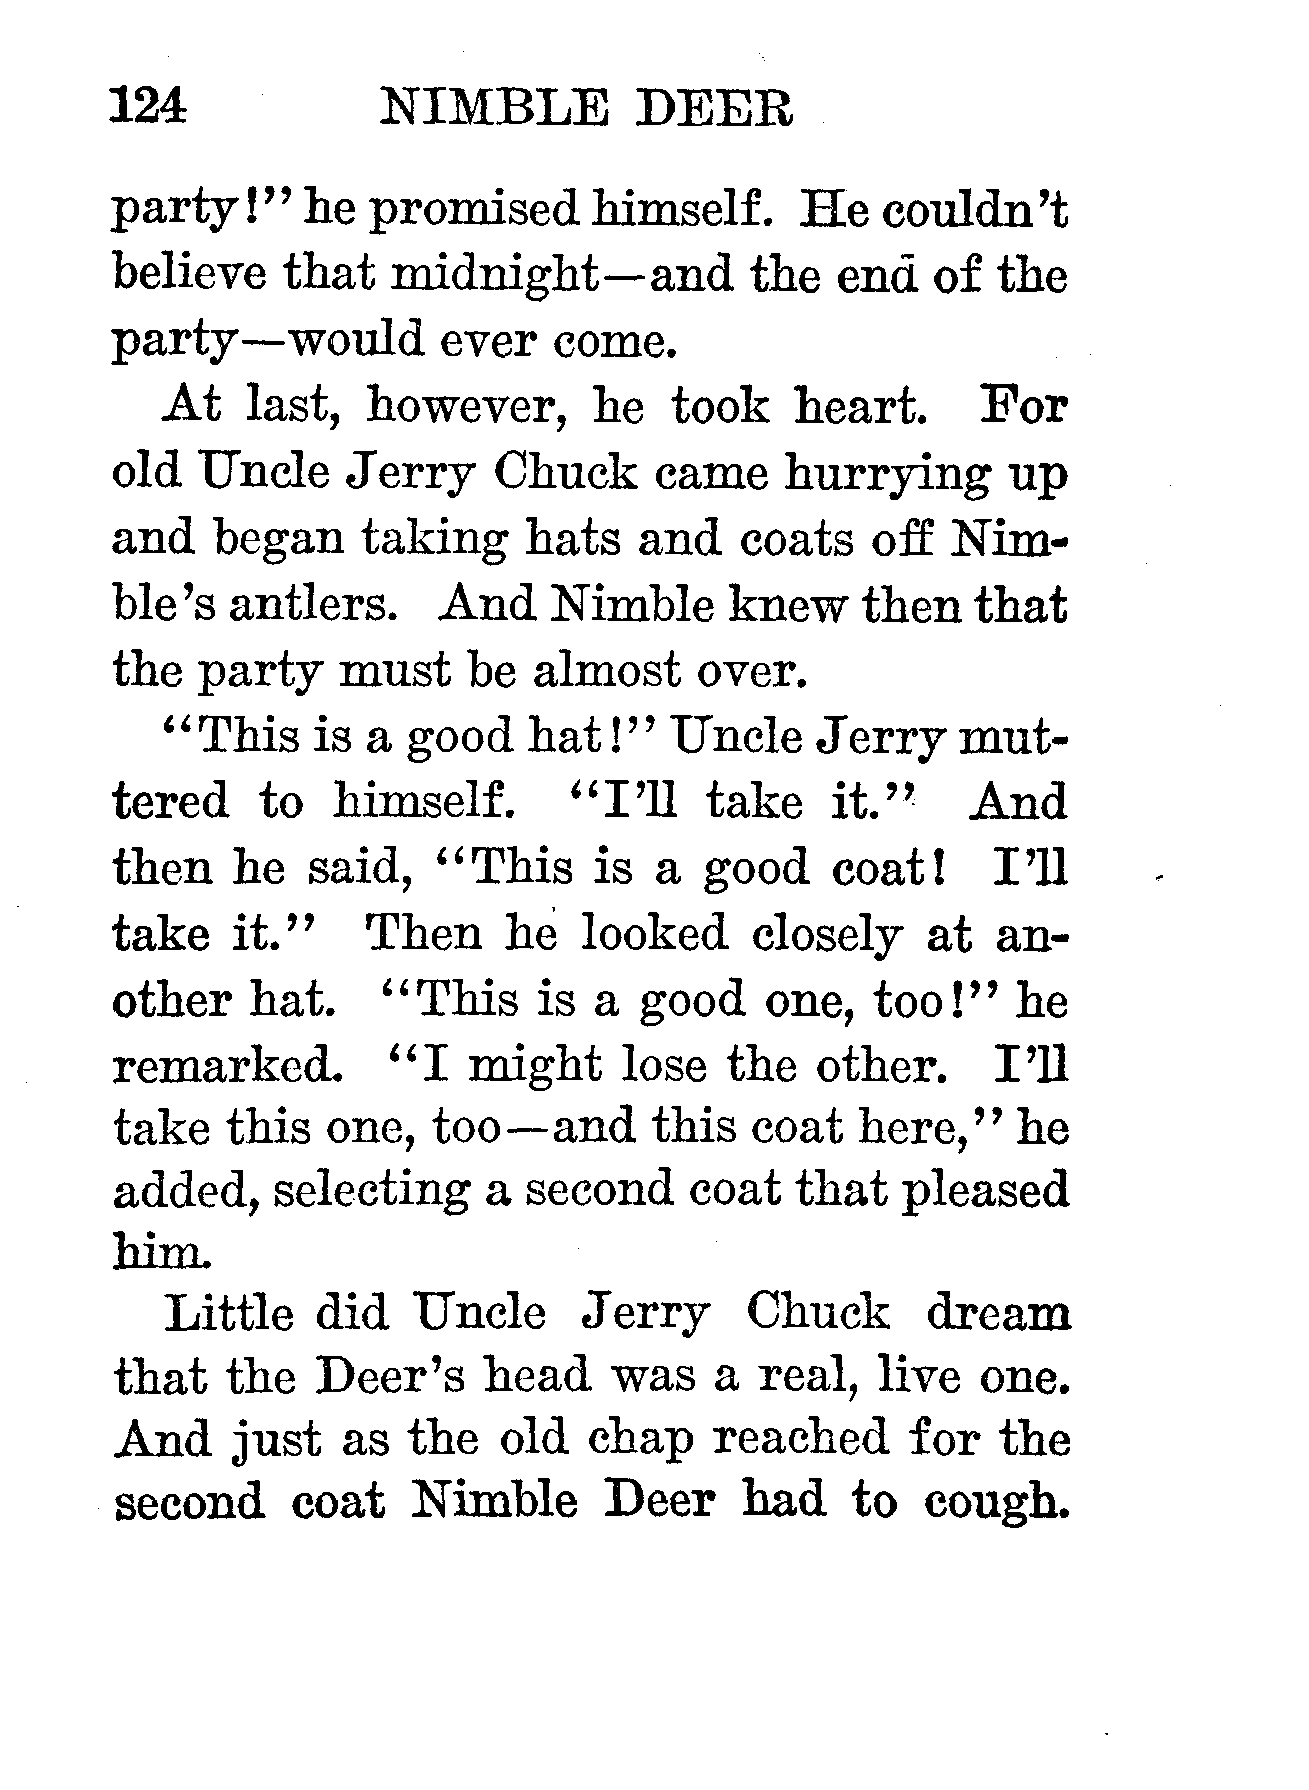 124 NIMBLE DEER
party!" he promised himself. He couldn't
believe that midnight—and the end of the
party—would ever come.
At last, however, he took heart. For
old Uncle Jerry Chuck came hurrying up
and began taking hats and coats off Nim-
ble's antlers. And Nimble knew then that
the party must be almost over.
"This is a good hat!" Uncle Jerry mut-
tered to himself. "I'll take it." And
then he said, "This is a good coat! I'll
take it." Then he looked closely at an-
other hat. "This is a good one, too!" he
remarked. "I might lose the other. I'll
take this one, too—and this coat here," he
added, selecting a second coat that pleased
him.
Little did Uncle Jerry Chuck dream
that the Deer's head was a real, live one.
And just as the old chap reached for the
second coat Nimble Deer had to cough.